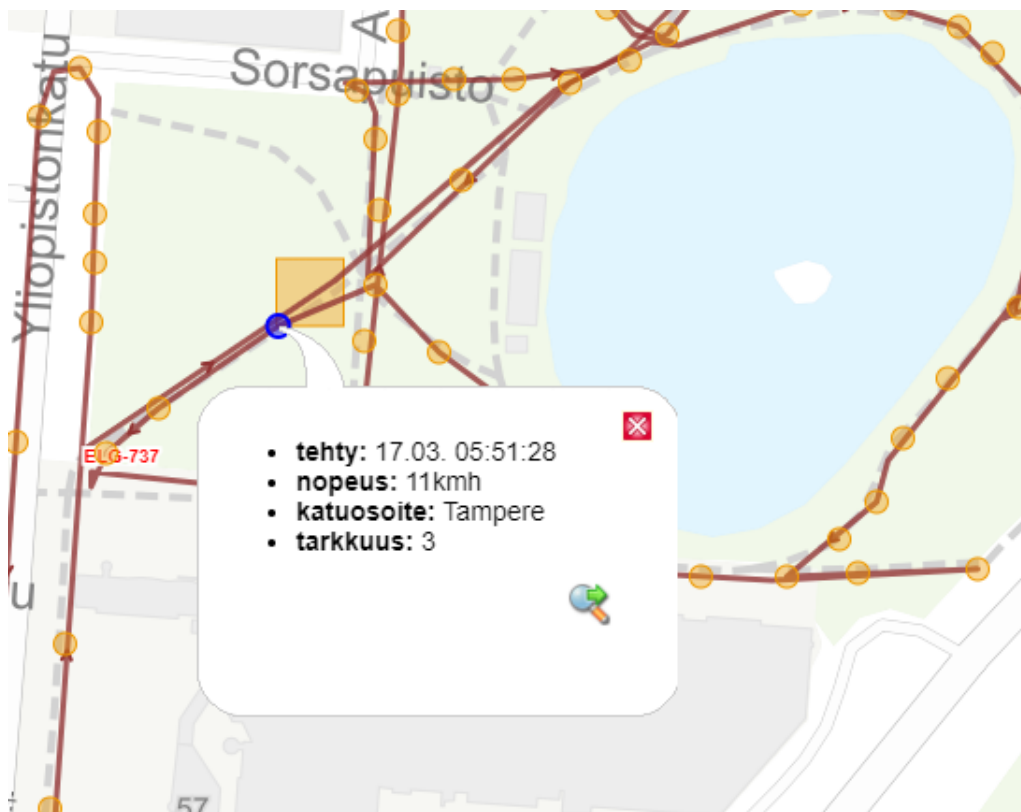 A
Sorsapuisto
Yliopistonkatu
ELG-737
tehty: 17.03. 05:51:28
nopeus: 11kmh
katuosoite: Tampere
tarkkuus: 3
u
57